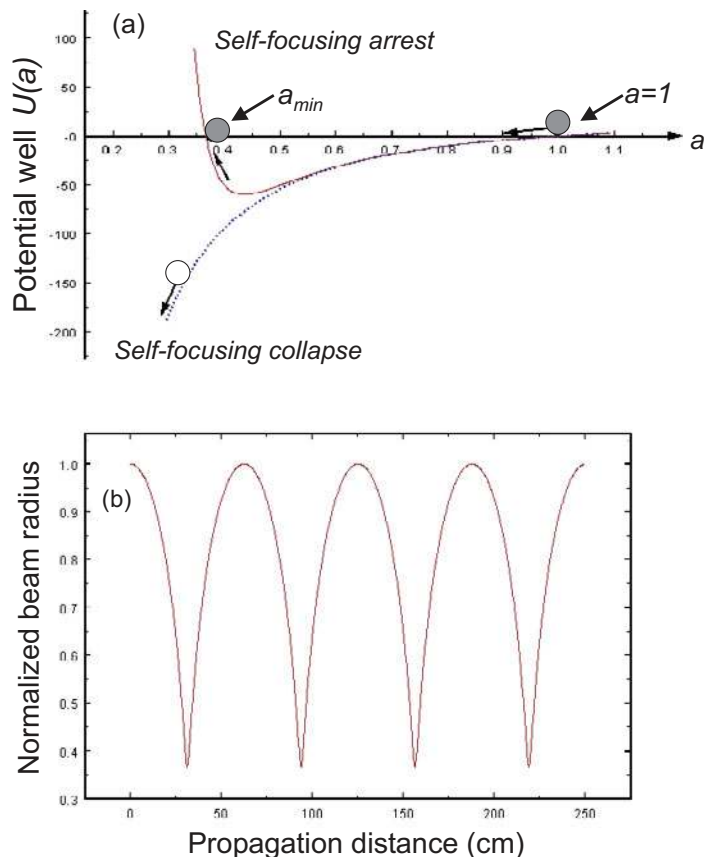 (a)
Self-focusing arrest
100
50
-0
-50
-100
-150
-200
Potential well U(a)
a_min
a=1
a
0.2 0.3 0.4 0.5 0.6 0.7 0.8 0.9 1.0 1.1
Self-focusing collapse
(b)
1.0
0.9
0.8
0.7
0.6
0.5
0.4
0.3
Normalized beam radius
0 50 100 150 200 250
Propagation distance (cm)